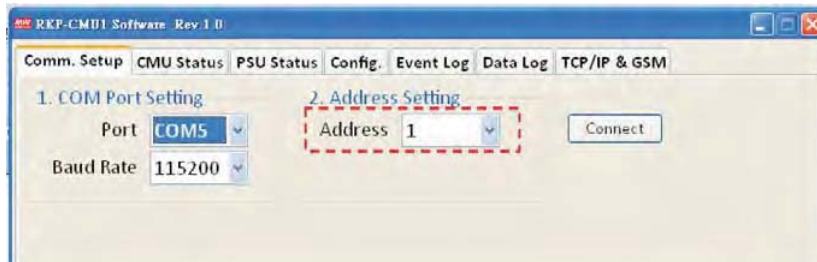 MW RKP-CMU1 Software Rev 1.0
Comm. Setup CMU Status PSU Status Config. Event Log Data Log TCP/IP & GSM
1. COM Port Setting 2. Address Setting
Port COM5 Address 1 Connect
Baud Rate 115200